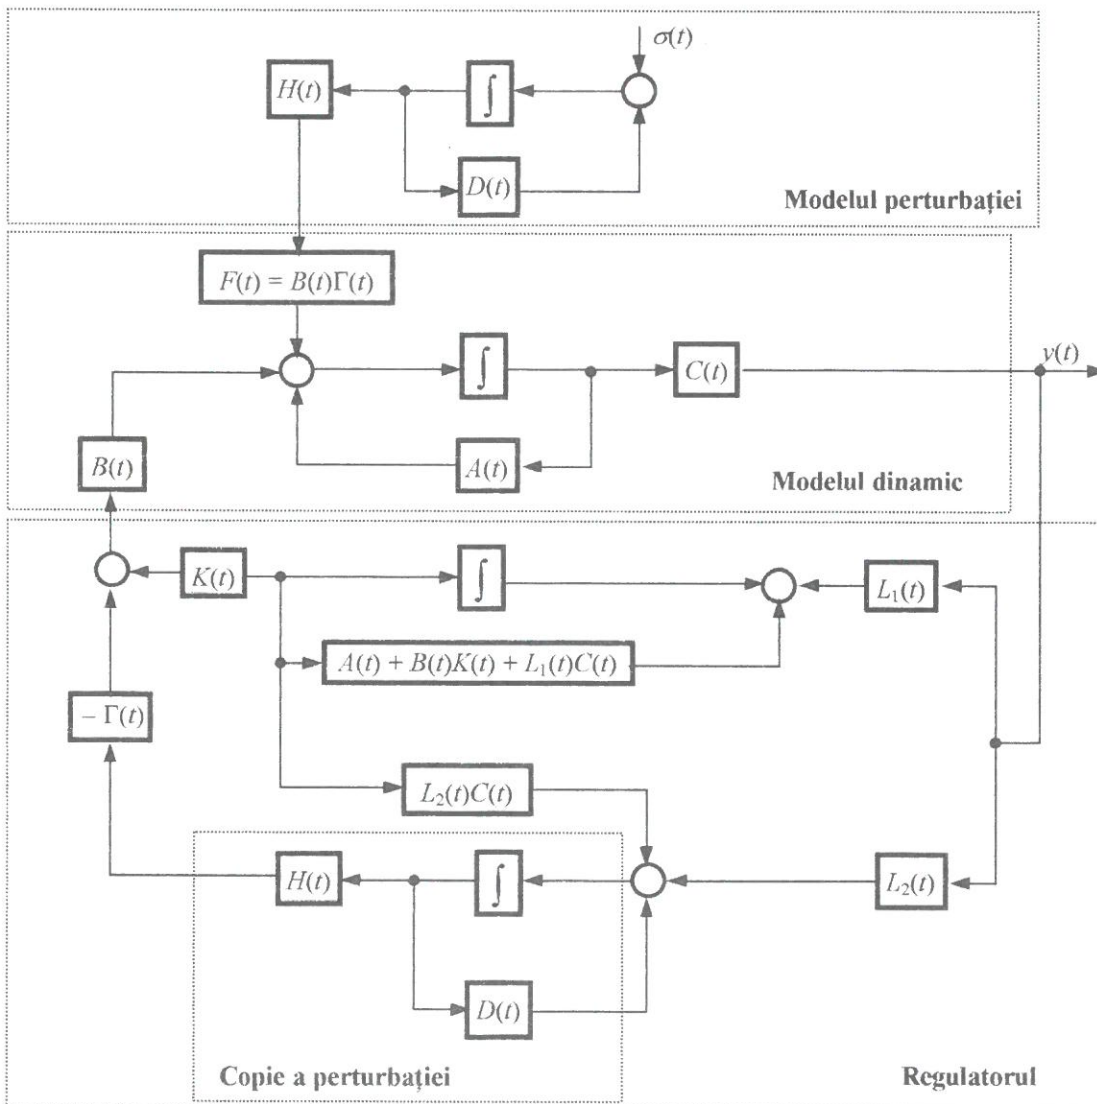 σ(t)
H(t)
∫
D(t)
Modelul perturbației
F(t) = B(t)Γ(t)
∫
C(t)
y(t)
B(t)
A(t)
Modelul dinamic
K(t)
∫
L₁(t)
A(t) + B(t)K(t) + L₁(t)C(t)
− Γ(t)
L₂(t)C(t)
H(t)
∫
L₂(t)
D(t)
Copie a perturbației
Regulatorul